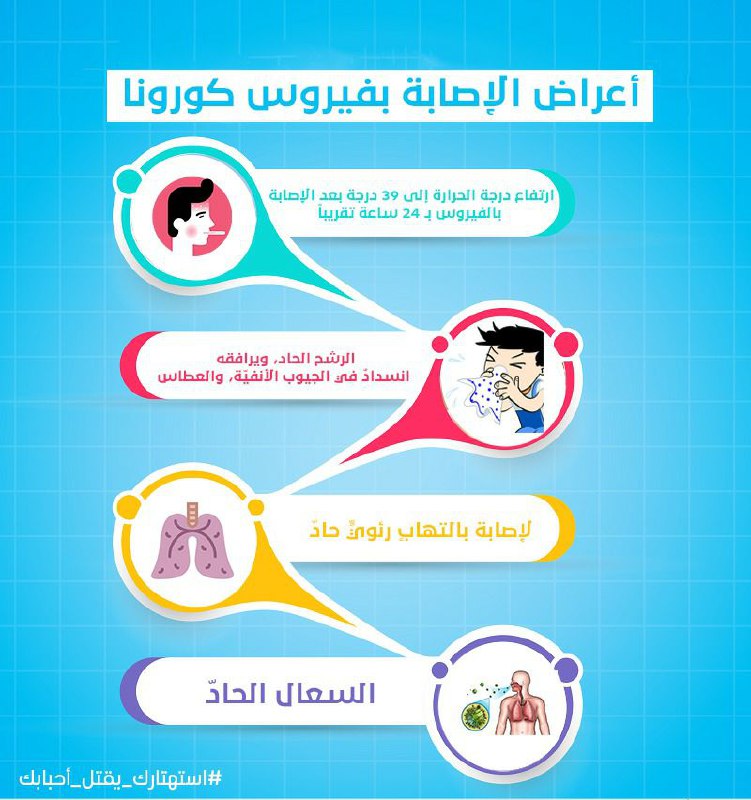 أعراض الإصابة بفيروس كورونا
ارتفاع درجة الحرارة إلى 39 درجة بعد الإصابة
بالفيروس بـ 24 ساعة تقريباً
الرشح الحاد، ويرافقه
انسدادٌ في الجيوب الأنفيّة، والعطاس
لإصابة بالتهابٍ رئويٍّ حادّ
السعال الحادّ
#استهتارك_يقتل_أحبابك